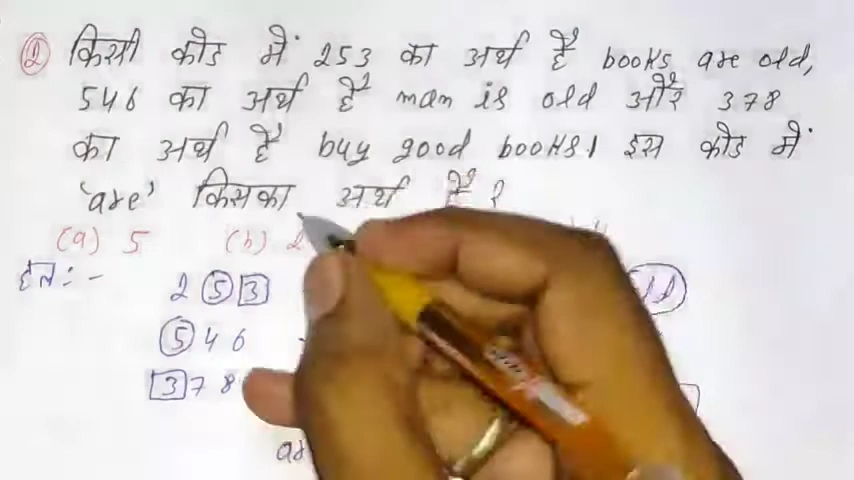 ② किसी कोड में 253 का अर्थ है books are old,
546 का अर्थ है man is old और 378
का अर्थ है buy good books। इस कोड में
'are' किसका अर्थ है ?
(a) 5 (b) 2
हल:-
2 5 3
5 4 6
3 7 8